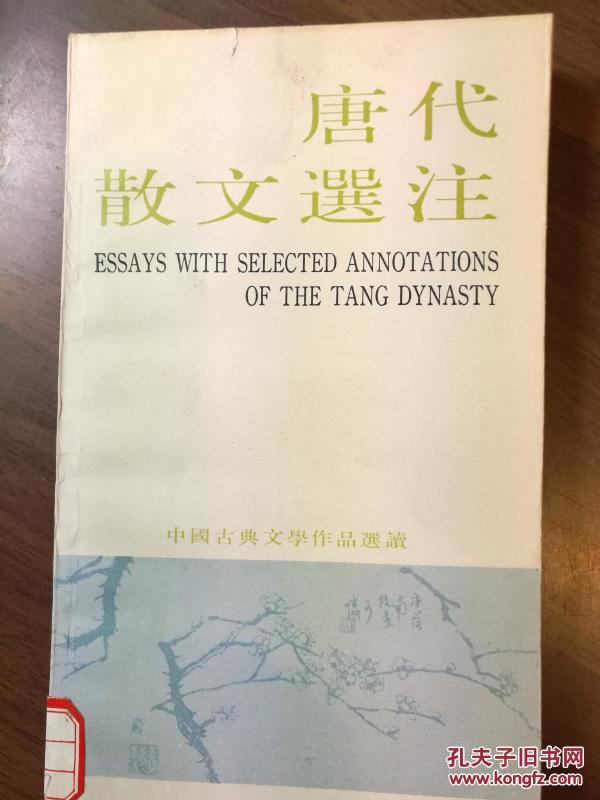 唐代
散文選注
ESSAYS WITH SELECTED ANNOTATIONS
OF THE TANG DYNASTY
中國古典文學作品選讀
孔夫子旧书网
www.kongfz.com